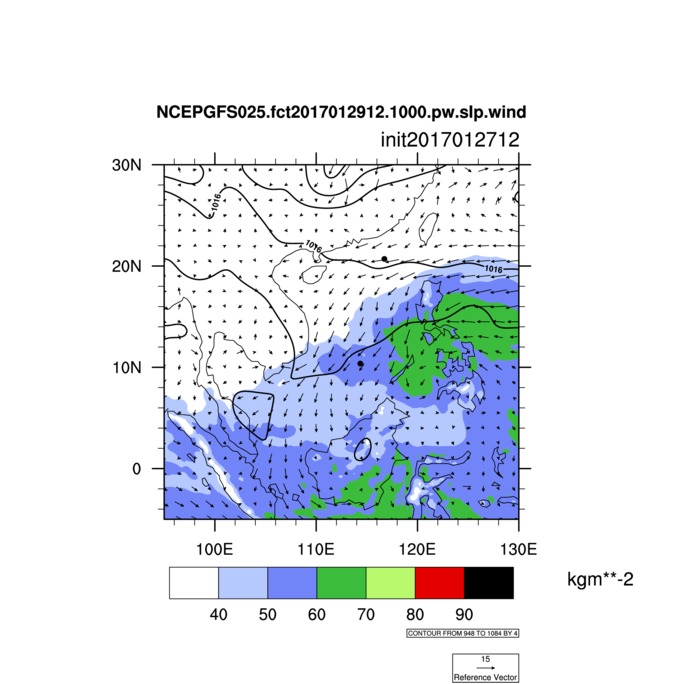 NCEPGFS025.fct2017012912.1000.pw.slp.wind
init2017012712
30N
1016
1016
20N
1016
10N
0
100E 110E 120E 130E
kgm**-2
40 50 60 70 80 90
CONTOUR FROM 948 TO 1084 BY 4
15
Reference Vector